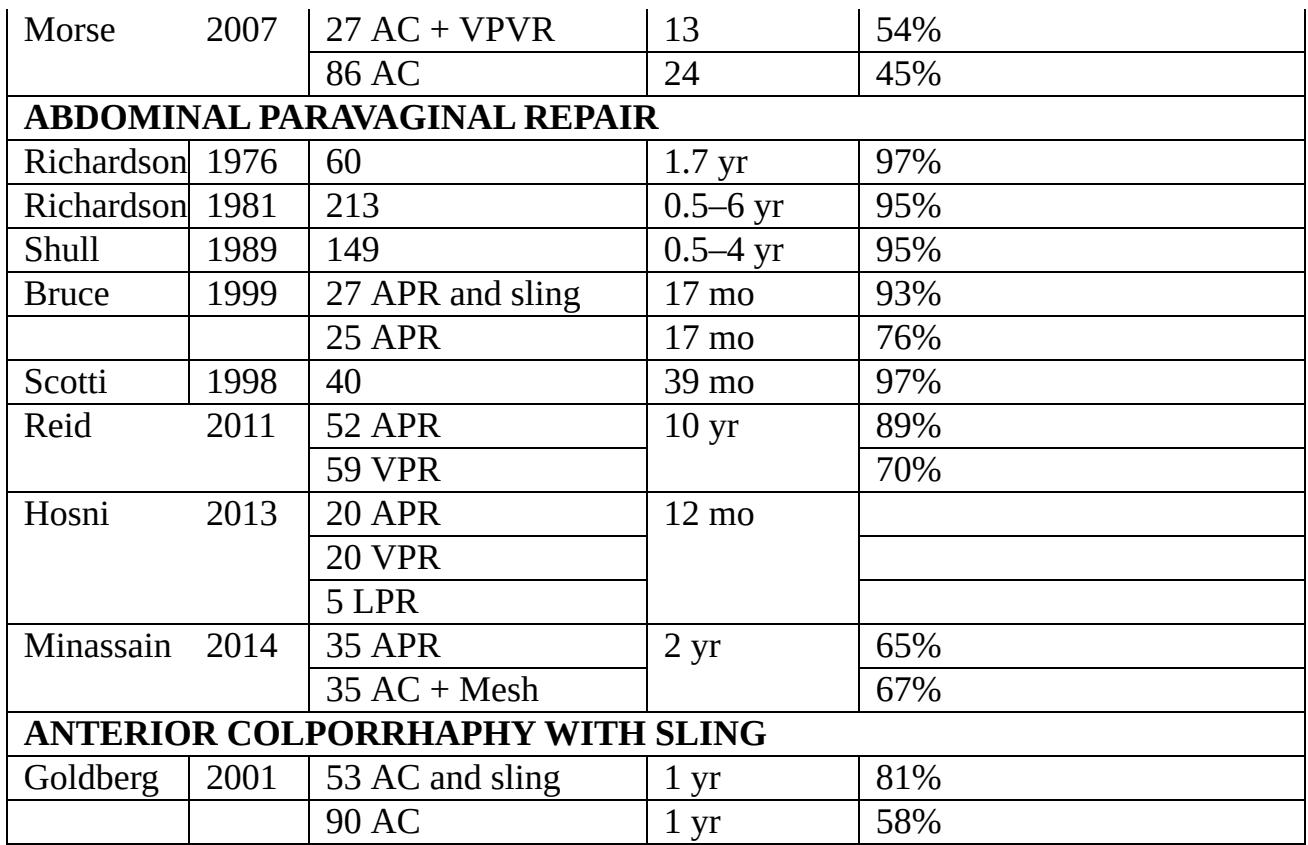 Morse 2007 27 AC + VPVR 13 54%
86 AC 24 45%
ABDOMINAL PARAVAGINAL REPAIR
Richardson 1976 60 1.7 yr 97%
Richardson 1981 213 0.5–6 yr 95%
Shull 1989 149 0.5–4 yr 95%
Bruce 1999 27 APR and sling 17 mo 93%
25 APR 17 mo 76%
Scotti 1998 40 39 mo 97%
Reid 2011 52 APR 10 yr 89%
59 VPR 70%
Hosni 2013 20 APR 12 mo
20 VPR
5 LPR
Minassain 2014 35 APR 2 yr 65%
35 AC + Mesh 67%
ANTERIOR COLPORRHAPHY WITH SLING
Goldberg 2001 53 AC and sling 1 yr 81%
90 AC 1 yr 58%